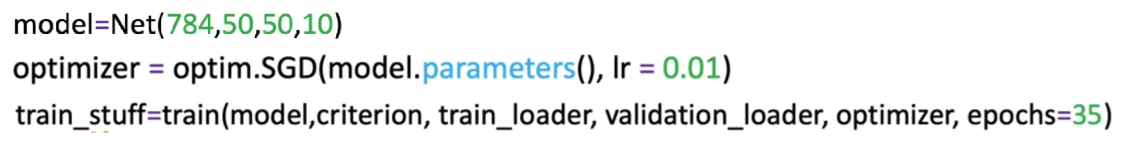 model=Net(784,50,50,10)
optimizer = optim.SGD(model.parameters(), lr = 0.01)
train_stuff=train(model,criterion, train_loader, validation_loader, optimizer, epochs=35)